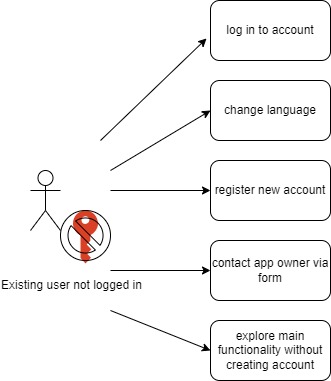 log in to account
change language
register new account
contact app owner via
form
explore main
functionality without
creating account
Existing user not logged in